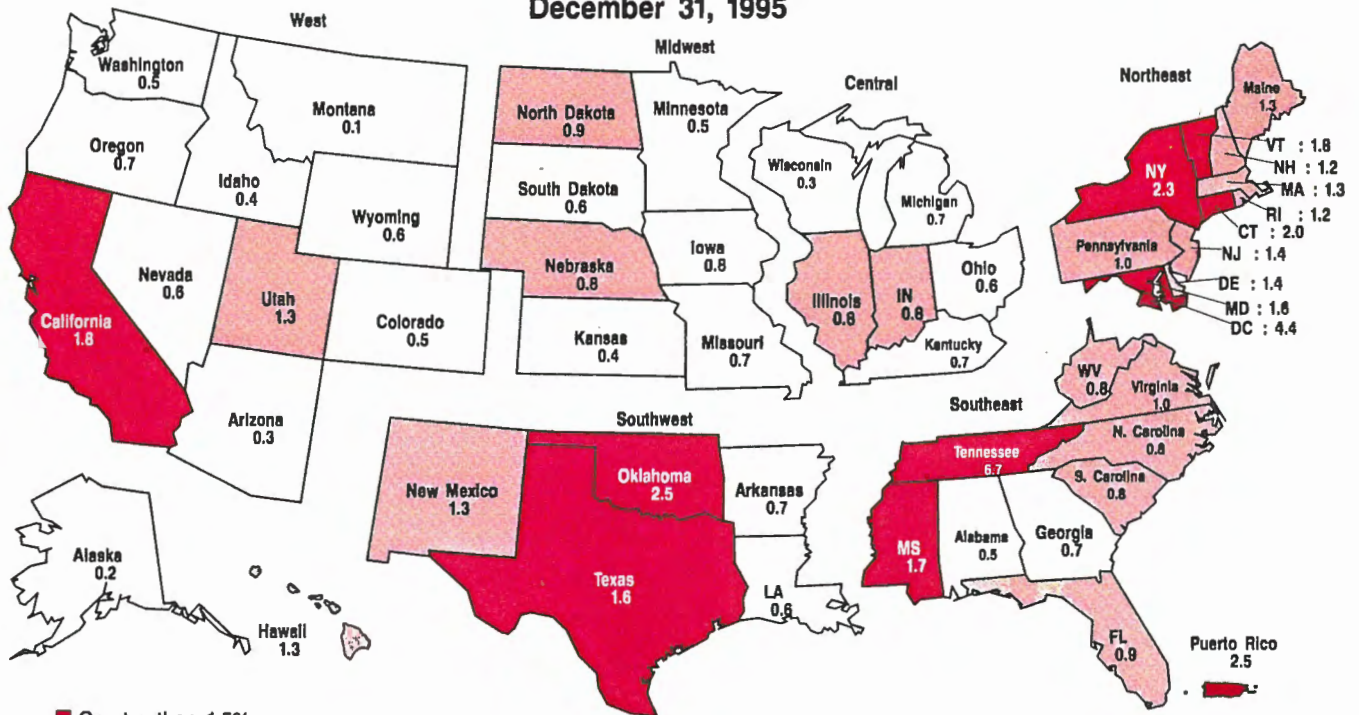 December 31, 1995
West
Washington
0.5
Montana
0.1
Oregon
0.7
Idaho
0.4
Wyoming
0.6
Nevada
0.6
Utah
1.3
California
1.8
Colorado
0.5
Arizona
0.3
Alaska
0.2
Hawaii
1.3
Midwest
North Dakota
0.9
Minnesota
0.5
South Dakota
0.6
Iowa
0.8
Nebraska
0.8
Kansas
0.4
Missouri
0.7
Central
Wisconsin
0.3
Michigan
0.7
Illinois
0.8
IN
0.8
Ohio
0.6
Kentucky
0.7
Northeast
Maine
1.3
VT : 1.8
NH : 1.2
MA : 1.3
RI : 1.2
CT : 2.0
NJ : 1.4
DE : 1.4
MD : 1.6
DC : 4.4
NY
2.3
Pennsylvania
1.0
Southwest
New Mexico
1.3
Oklahoma
2.5
Arkansas
0.7
Texas
1.6
LA
0.6
Southeast
WV
0.8
Virginia
1.0
Tennessee
6.7
N. Carolina
0.8
S. Carolina
0.8
MS
1.7
Alabama
0.5
Georgia
0.7
FL
0.9
Puerto Rico
2.5